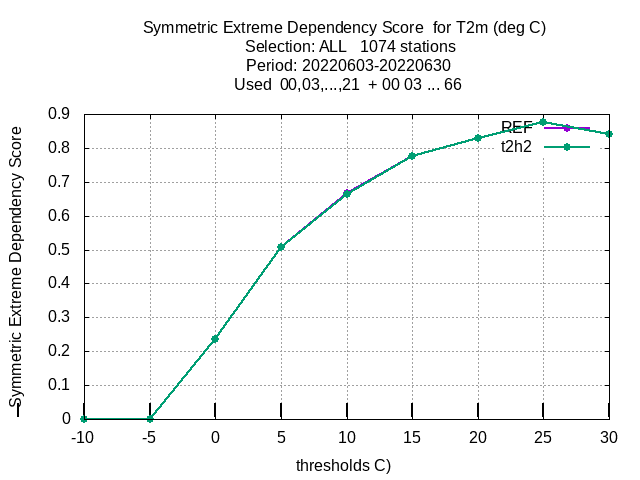 Symmetric Extreme Dependency Score  for T2m (deg C)
Selection: ALL   1074 stations
Period: 20220603-20220630
Used  00,03,...,21  + 00 03 ... 66
Symmetric Extreme Dependency Score
0.9
0.8
0.7
0.6
0.5
0.4
0.3
0.2
0.1
0
REF
t2h2
-10
-5
0
5
10
15
20
25
30
thresholds C)